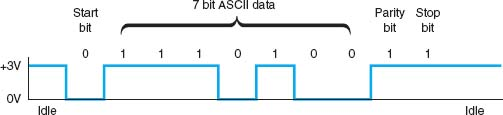 7 bit ASCII data
Start bit
Parity bit
Stop bit
0 1 1 1 0 1 0 0 1 1
+3V
0V
Idle
Idle